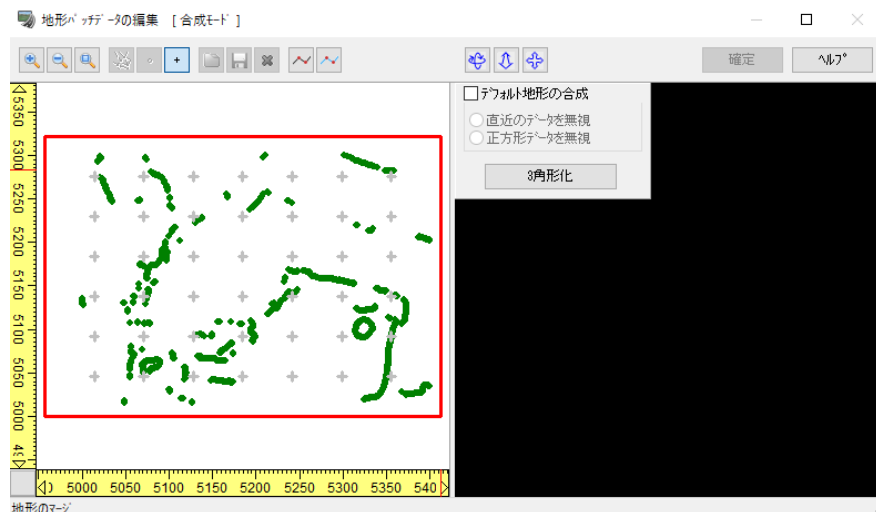 地形ﾊﾟｯﾁﾃﾞｰﾀの編集 [ 合成ﾓｰﾄﾞ ]
確定
ﾍﾙﾌﾟ
デフォルト地形の合成
直近のデータを無視
正方形データを無視
3角形化
5350
5300
5250
5200
5150
5100
5050
5000
49
5000 5050 5100 5150 5200 5250 5300 5350 540
地形のﾏｰｼﾞ